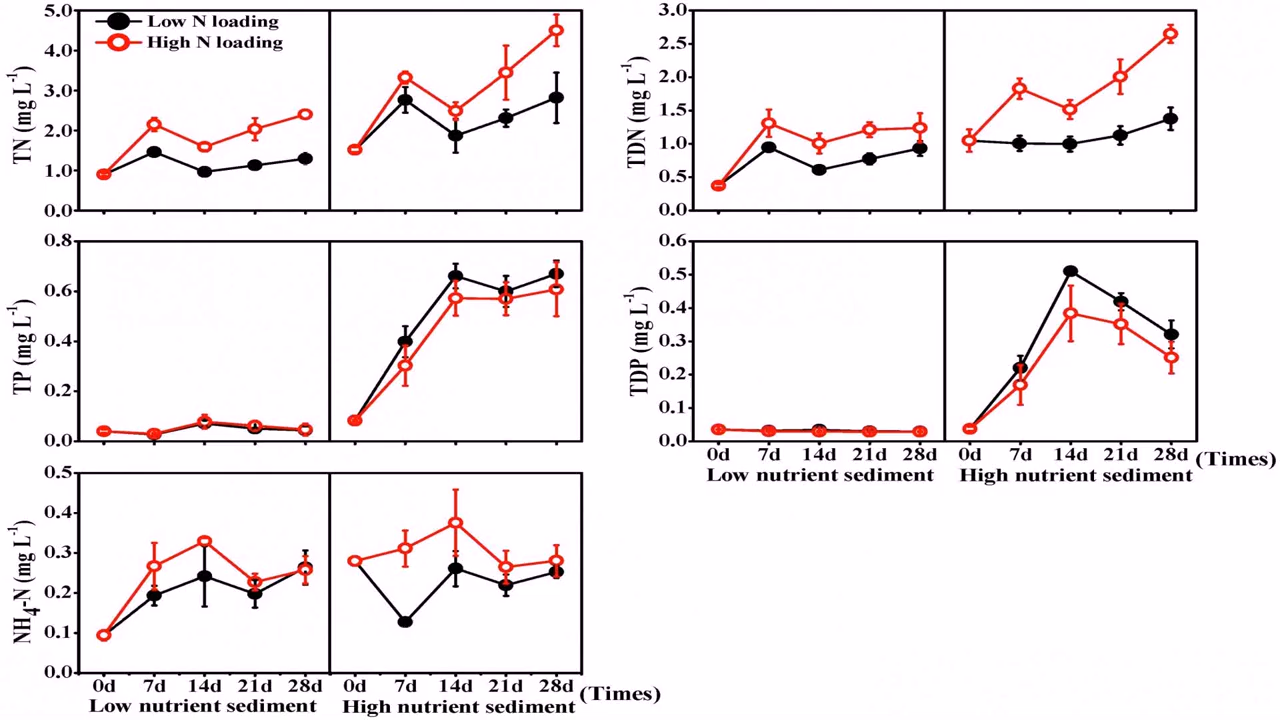 Low N loading
High N loading
TN (mg L-1)
5.0
4.0
3.0
2.0
1.0
0.0
TDN (mg L-1)
3.0
2.5
2.0
1.5
1.0
0.5
0.0
TP (mg L-1)
0.8
0.6
0.4
0.2
0.0
TDP (mg L-1)
0.6
0.5
0.4
0.3
0.2
0.1
0.0
0d 7d 14d 21d 28d 0d 7d 14d 21d 28d (Times)
Low nutrient sediment High nutrient sediment
NH4-N (mg L-1)
0.5
0.4
0.3
0.2
0.1
0.0
0d 7d 14d 21d 28d 0d 7d 14d 21d 28d (Times)
Low nutrient sediment High nutrient sediment